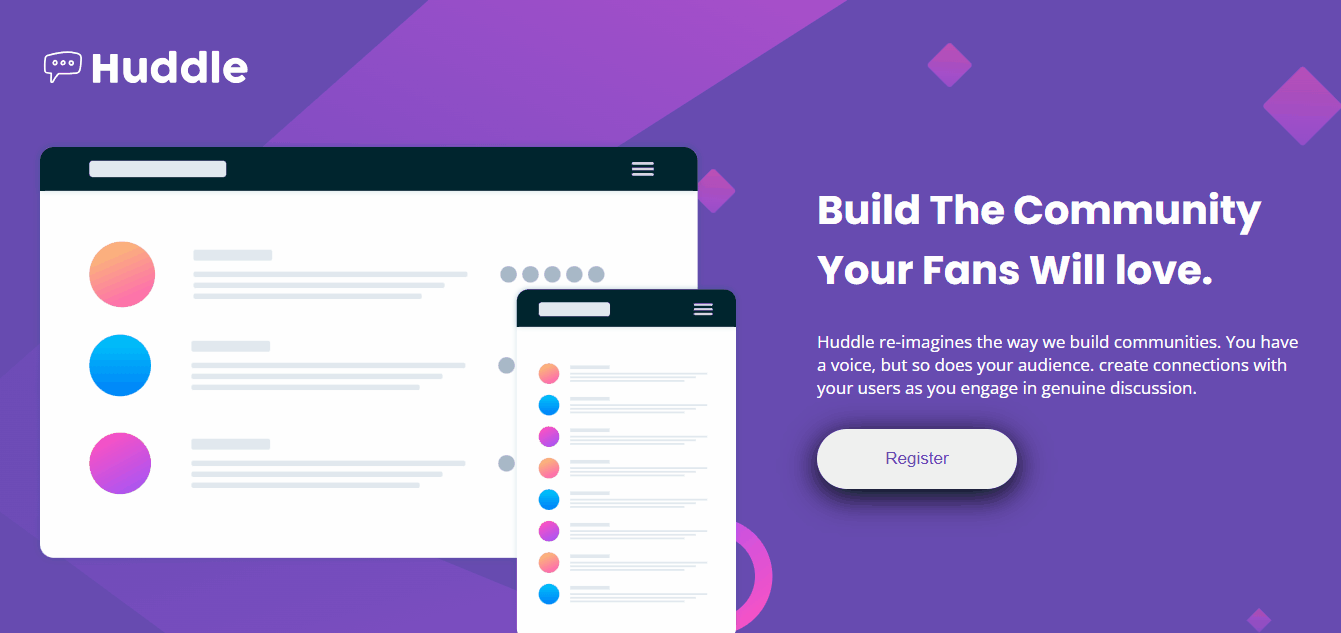 Huddle
Build The Community
Your Fans Will love.
Huddle re-imagines the way we build communities. You have
a voice, but so does your audience. create connections with
your users as you engage in genuine discussion.
Register